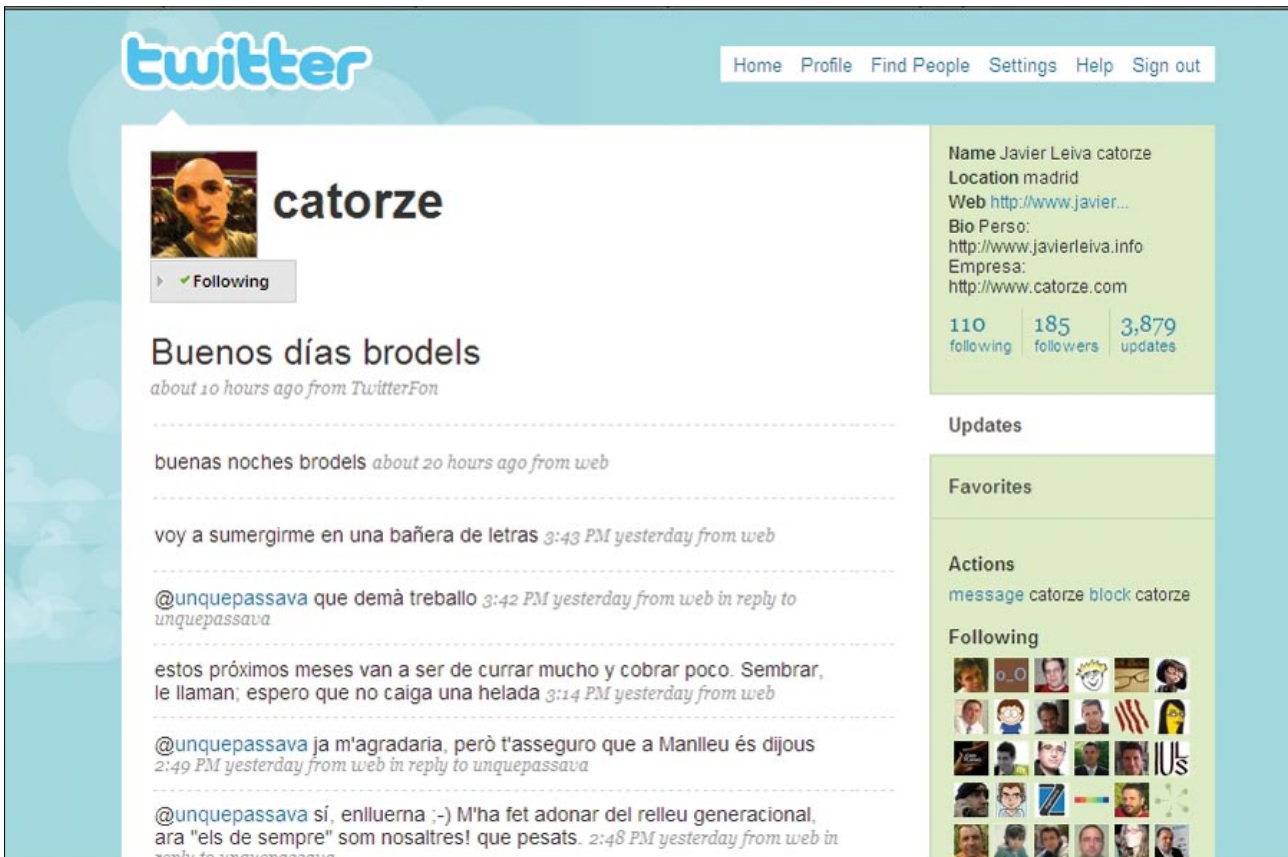 twitter
Home Profile Find People Settings Help Sign out
catorze
Following
Buenos días brodels
about 10 hours ago from TwitterFon
buenas noches brodels about 20 hours ago from web
voy a sumergirme en una bañera de letras 3:43 PM yesterday from web
@unquepassava que demà treballo 3:42 PM yesterday from web in reply to
unquepassava
estos próximos meses van a ser de currar mucho y cobrar poco. Sembrar,
le llaman; espero que no caiga una helada 3:14 PM yesterday from web
@unquepassava ja m'agradaria, però t'asseguro que a Manlleu és dijous
2:49 PM yesterday from web in reply to unquepassava
@unquepassava sí, enlluerna ;-) M'ha fet adonar del relleu generacional,
ara "els de sempre" som nosaltres! que pesats. 2:48 PM yesterday from web in
reply to unquepassava
Name Javier Leiva catorze
Location madrid
Web http://www.javier...
Bio Perso:
http://www.javierleiva.info
Empresa:
http://www.catorze.com
110 185 3,879
following followers updates
Updates
Favorites
Actions
message catorze block catorze
Following
o_O
IUL
s